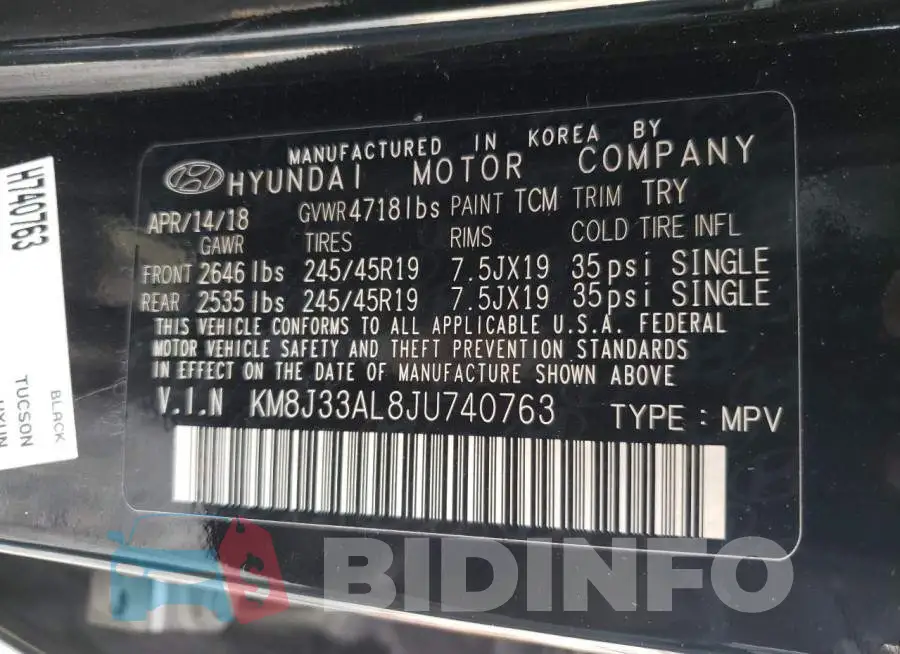 MANUFACTURED IN KOREA BY
HYUNDAI MOTOR COMPANY
APR/14/18 GVWR 4718lbs PAINT TCM TRIM TRY
GAWR TIRES RIMS COLD TIRE INFL
FRONT 2646 lbs 245/45R19 7.5JX19 35psi SINGLE
REAR 2535 lbs 245/45R19 7.5JX19 35psi SINGLE
THIS VEHICLE CONFORMS TO ALL APPLICABLE U.S.A. FEDERAL
MOTOR VEHICLE SAFETY AND THEFT PREVENTION STANDARDS
IN EFFECT ON THE DATE OF MANUFACTURE SHOWN ABOVE
V.I.N KM8J33AL8JU740763 TYPE : MPV
H740763
BLACK
TUCSON
BIDINFO